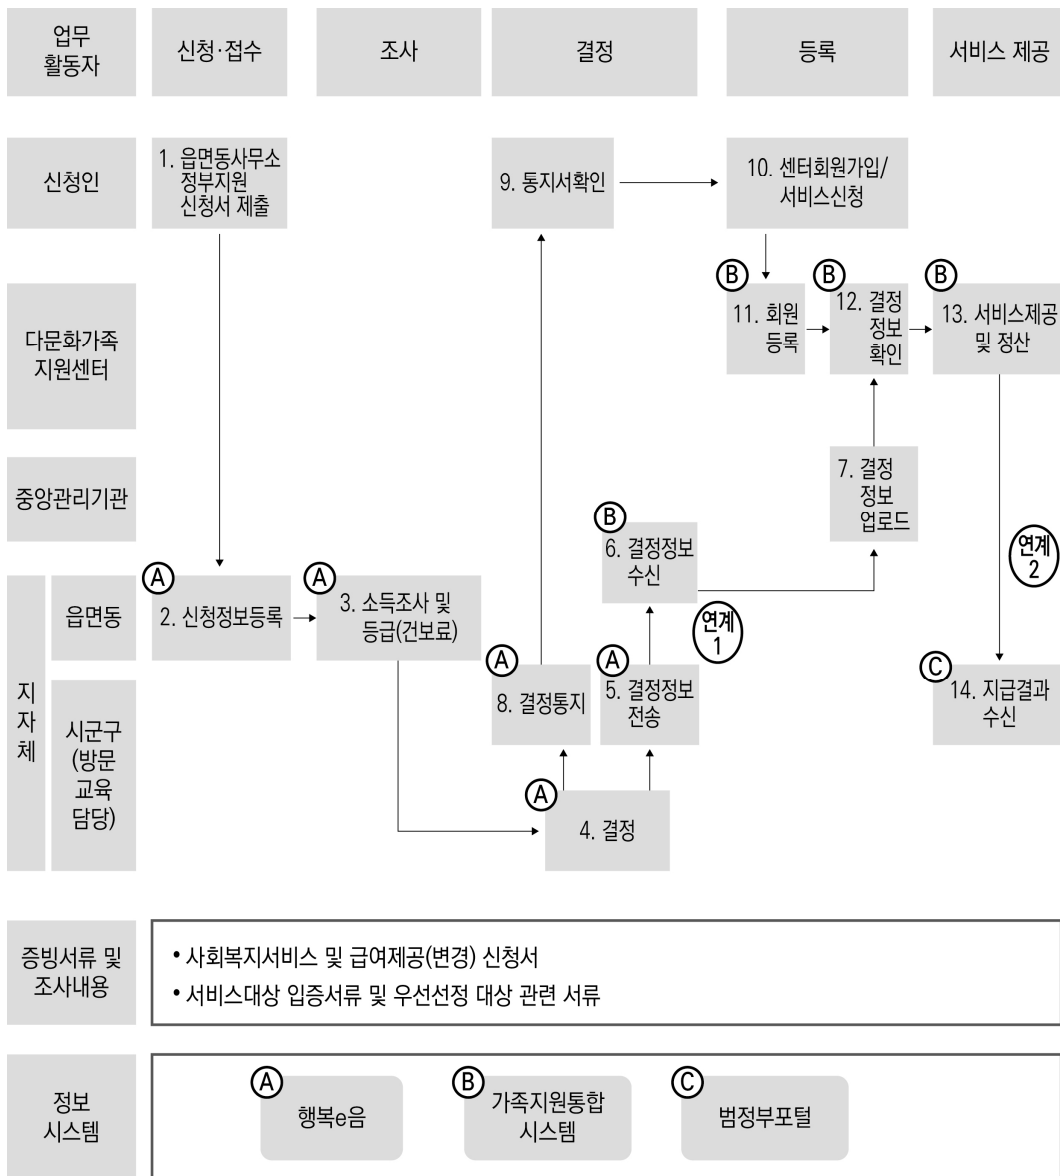 업무
활동자
신청·접수
조사
결정
등록
서비스 제공
신청인
1. 읍면동사무소
정부지원
신청서 제출
9. 통지서확인
10. 센터회원가입/
서비스신청
다문화가족
지원센터
B
11. 회원
등록
B
12. 결정
정보
확인
B
13. 서비스제공
및 정산
중앙관리기관
B
6. 결정정보
수신
7. 결정
정보
업로드
연계
1
연계
2
지
자
체
읍면동
A
2. 신청정보등록
A
3. 소득조사 및
등급(건보료)
시군구
(방문
교육
담당)
A
8. 결정통지
A
5. 결정정보
전송
A
4. 결정
C
14. 지급결과
수신
증빙서류 및
조사내용
• 사회복지서비스 및 급여제공(변경) 신청서
• 서비스대상 입증서류 및 우선선정 대상 관련 서류
정보
시스템
A
행복e음
B
가족지원통합
시스템
C
범정부포털